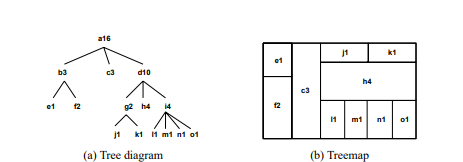 a16
b3 c3 d10
e1 f2 g2 h4 i4
j1 k1 l1 m1 n1 o1
(a) Tree diagram
e1 j1 k1
h4
c3
f2
l1 m1 n1 o1
(b) Treemap